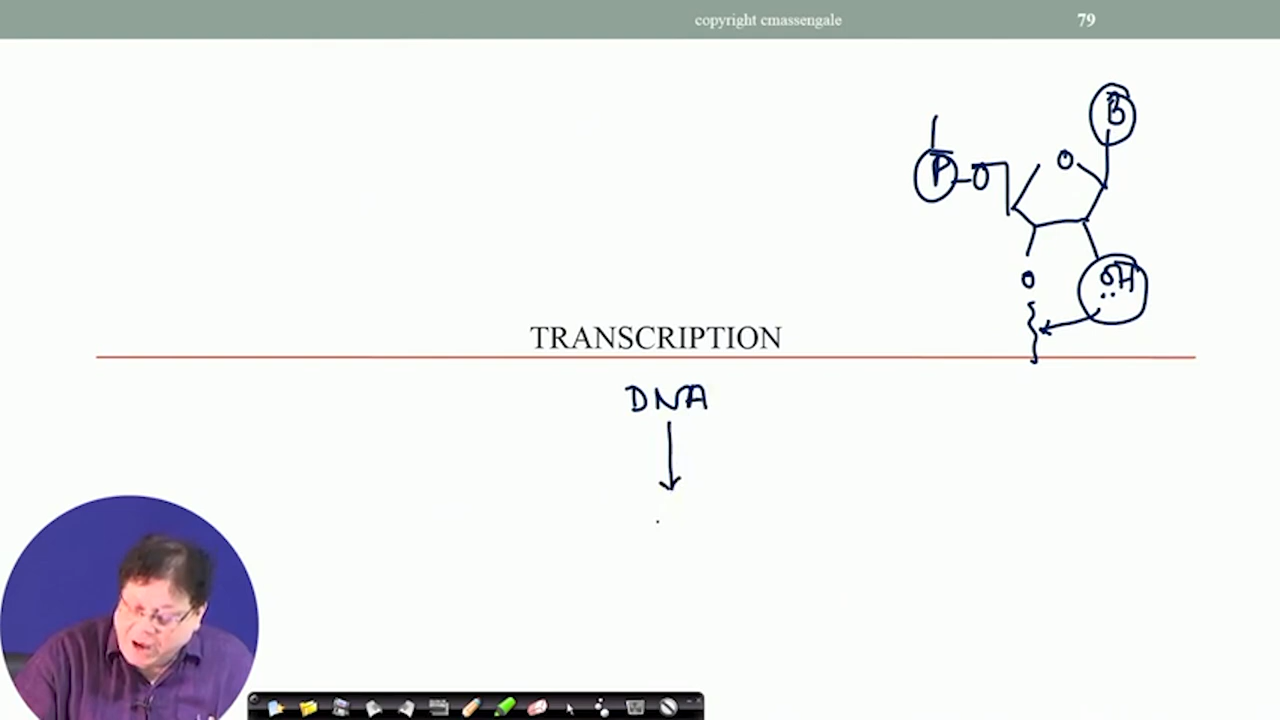 copyright cmassengale 79
B
P-O O
O OH
TRANSCRIPTION
DNA